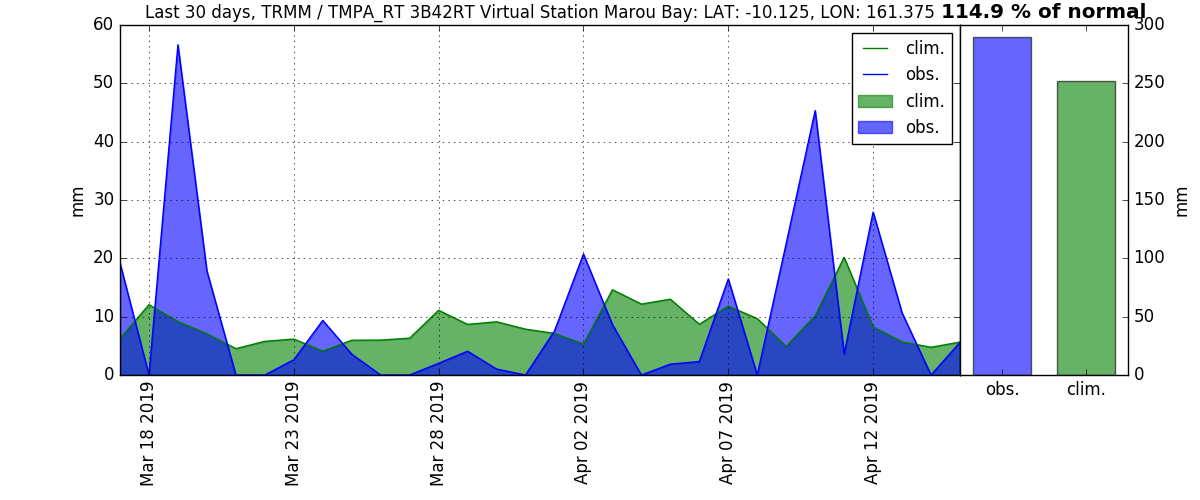 Last 30 days, TRMM / TMPA_RT 3B42RT Virtual Station Marou Bay: LAT: -10.125, LON: 161.375 114.9 % of normal
60
50
40
30
20
10
0
mm
clim.
obs.
clim.
obs.
Mar 18 2019
Mar 23 2019
Mar 28 2019
Apr 02 2019
Apr 07 2019
Apr 12 2019
300
250
200
150
100
50
0
mm
obs. clim.